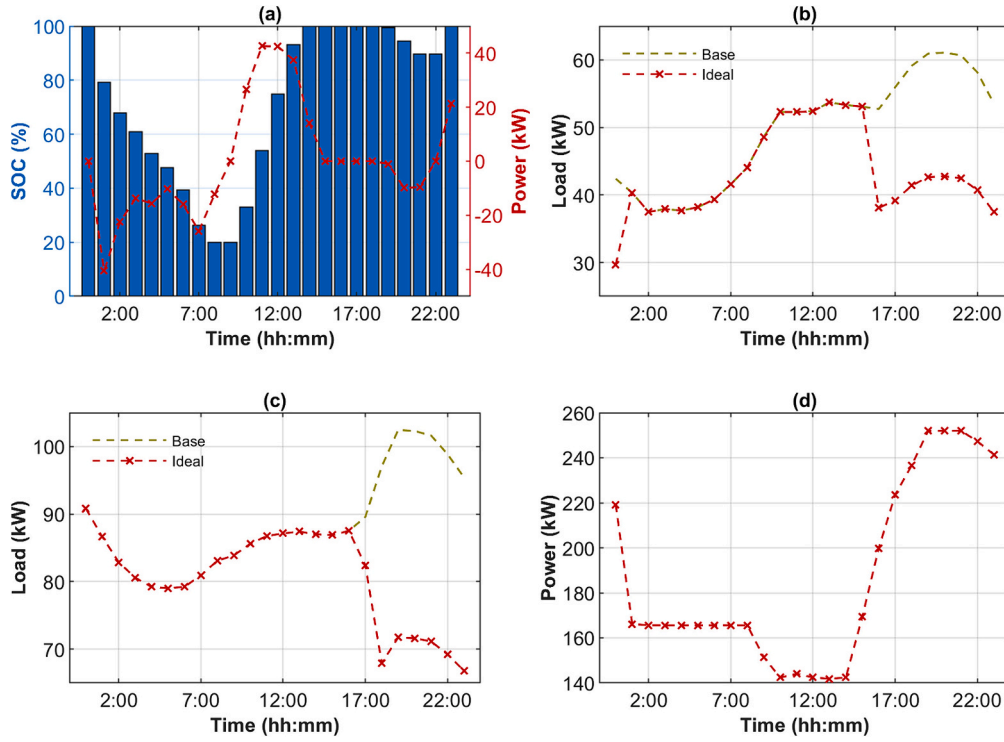 (a)
100
80
60
40
20
0
SOC (%)
40
20
0
-20
-40
Power (kW)
2:00 7:00 12:00 17:00 22:00
Time (hh:mm)
(b)
Base
Ideal
60
50
40
30
Load (kW)
2:00 7:00 12:00 17:00 22:00
Time (hh:mm)
(c)
Base
Ideal
100
90
80
70
Load (kW)
2:00 7:00 12:00 17:00 22:00
Time (hh:mm)
(d)
260
240
220
200
180
160
140
Power (kW)
2:00 7:00 12:00 17:00 22:00
Time (hh:mm)